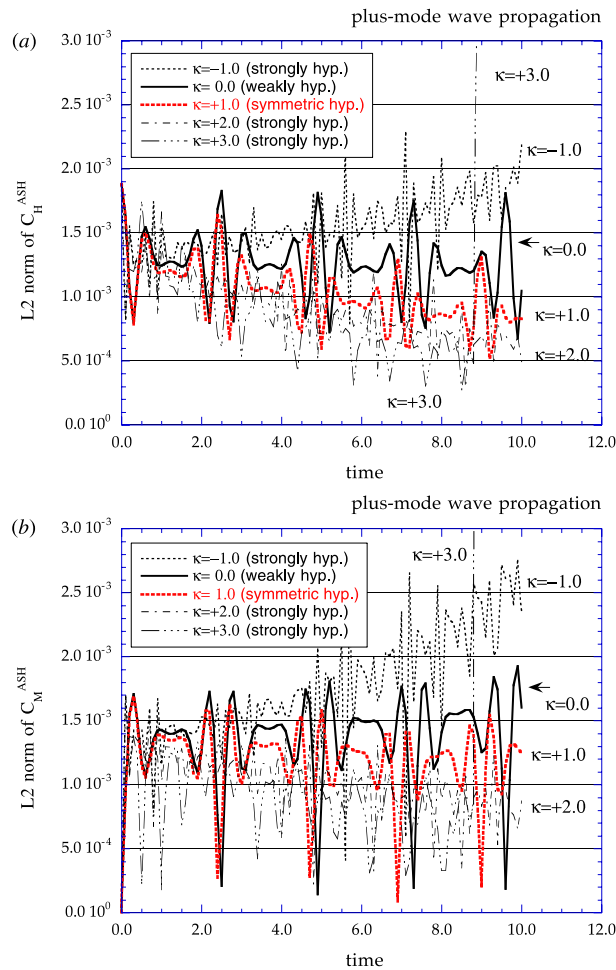 plus-mode wave propagation
(a)
3.0 10⁻³
2.5 10⁻³
2.0 10⁻³
1.5 10⁻³
1.0 10⁻³
5.0 10⁻⁴
0.0 10⁰
L2 norm of C_H^ASH
κ=−1.0 (strongly hyp.)
κ= 0.0 (weakly hyp.)
κ=+1.0 (symmetric hyp.)
κ=+2.0 (strongly hyp.)
κ=+3.0 (strongly hyp.)
κ=+3.0
κ=−1.0
κ=0.0
κ=+1.0
κ=+2.0
κ=+3.0
0.0 2.0 4.0 6.0 8.0 10.0 12.0
time
plus-mode wave propagation
(b)
3.0 10⁻³
2.5 10⁻³
2.0 10⁻³
1.5 10⁻³
1.0 10⁻³
5.0 10⁻⁴
0.0 10⁰
L2 norm of C_M^ASH
κ=−1.0 (strongly hyp.)
κ= 0.0 (weakly hyp.)
κ= 1.0 (symmetric hyp.)
κ=+2.0 (strongly hyp.)
κ=+3.0 (strongly hyp.)
κ=+3.0
κ=−1.0
κ=0.0
κ=+1.0
κ=+2.0
0.0 2.0 4.0 6.0 8.0 10.0 12.0
time